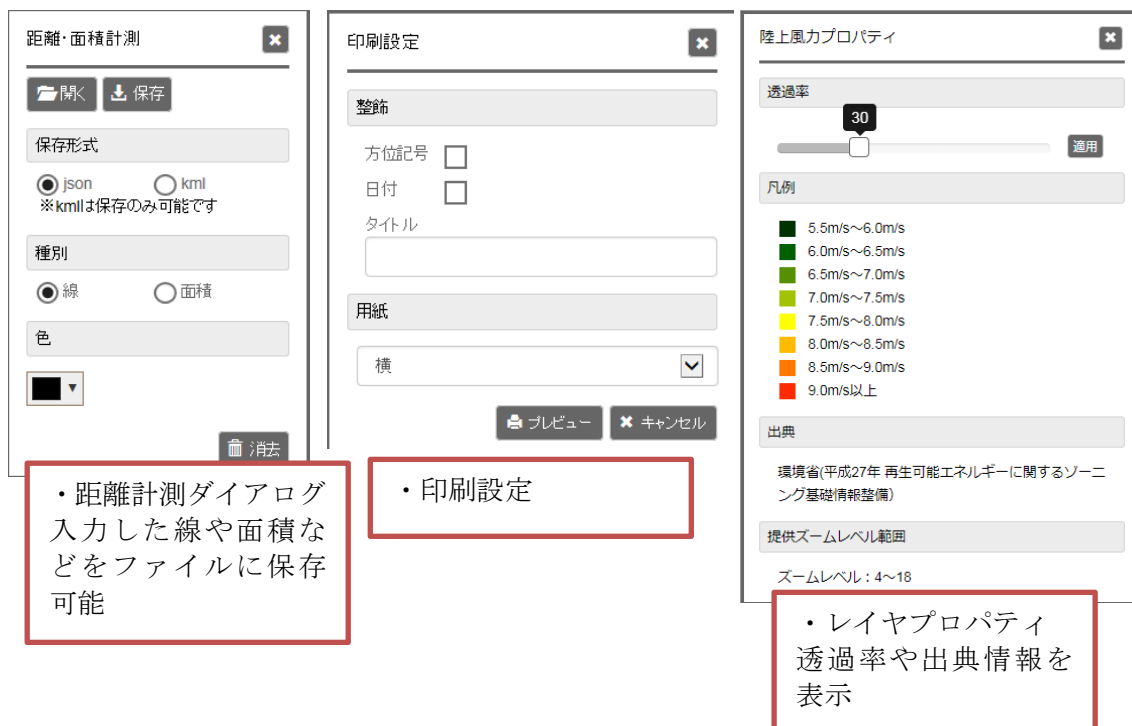 距離・面積計測
開く 保存
保存形式
json kml
※kmlは保存のみ可能です
種別
線 面積
色
消去
・距離計測ダイアログ
入力した線や面積な
どをファイルに保存
可能
印刷設定
整飾
方位記号
日付
タイトル
用紙
横
プレビュー キャンセル
・印刷設定
陸上風力プロパティ
透過率
30
適用
凡例
5.5m/s～6.0m/s
6.0m/s～6.5m/s
6.5m/s～7.0m/s
7.0m/s～7.5m/s
7.5m/s～8.0m/s
8.0m/s～8.5m/s
8.5m/s～9.0m/s
9.0m/s以上
出典
環境省(平成27年 再生可能エネルギーに関するゾーニ
ング基礎情報整備)
提供ズームレベル範囲
ズームレベル：4～18
・レイヤプロパティ
透過率や出典情報を
表示